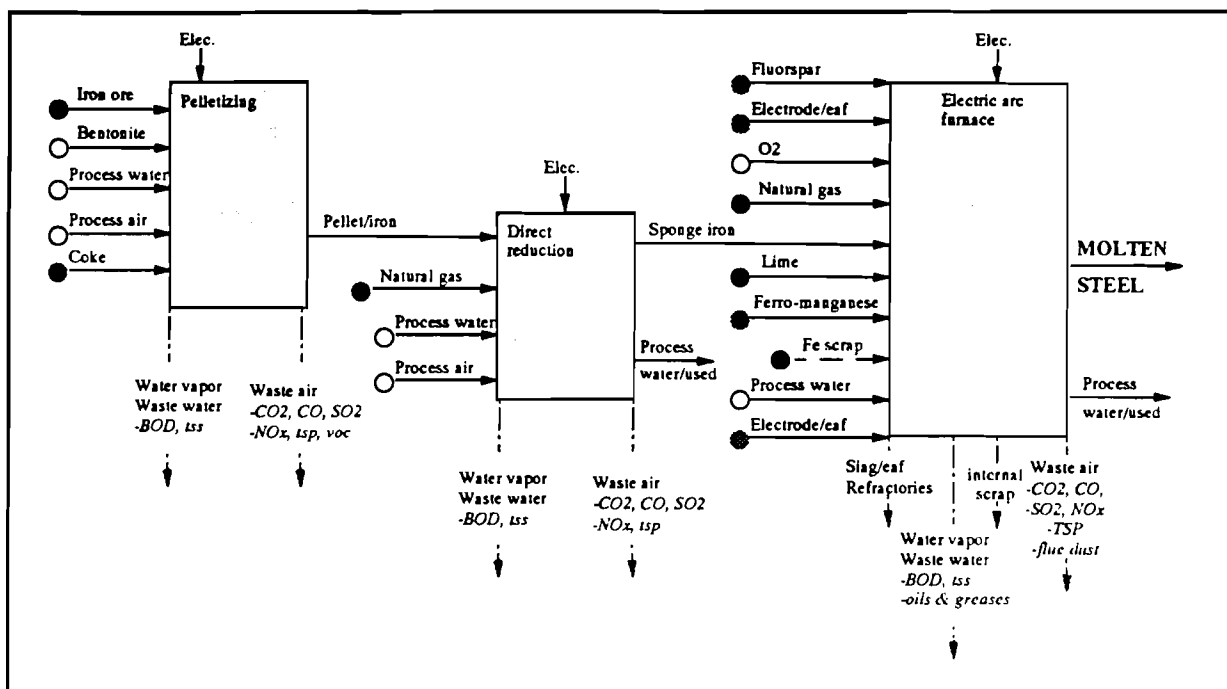 Elec.
Iron ore
Bentonite
Process water
Process air
Coke
Pelletizing
Pellet/iron
Water vapor
Waste water
-BOD, tss
Waste air
-CO2, CO, SO2
-NOx, tsp, voc
Elec.
Natural gas
Process water
Process air
Direct
reduction
Sponge iron
Process
water/used
Water vapor
Waste water
-BOD, tss
Waste air
-CO2, CO, SO2
-NOx, tsp
Elec.
Fluorspar
Electrode/eaf
O2
Natural gas
Lime
Ferro-manganese
Fe scrap
Process water
Electrode/eaf
Electric arc
furnace
MOLTEN
STEEL
Process
water/used
Slag/eaf
Refractories
Water vapor
Waste water
-BOD, tss
-oils & greases
internal
scrap
Waste air
-CO2, CO,
-SO2, NOx
-TSP
-flue dust